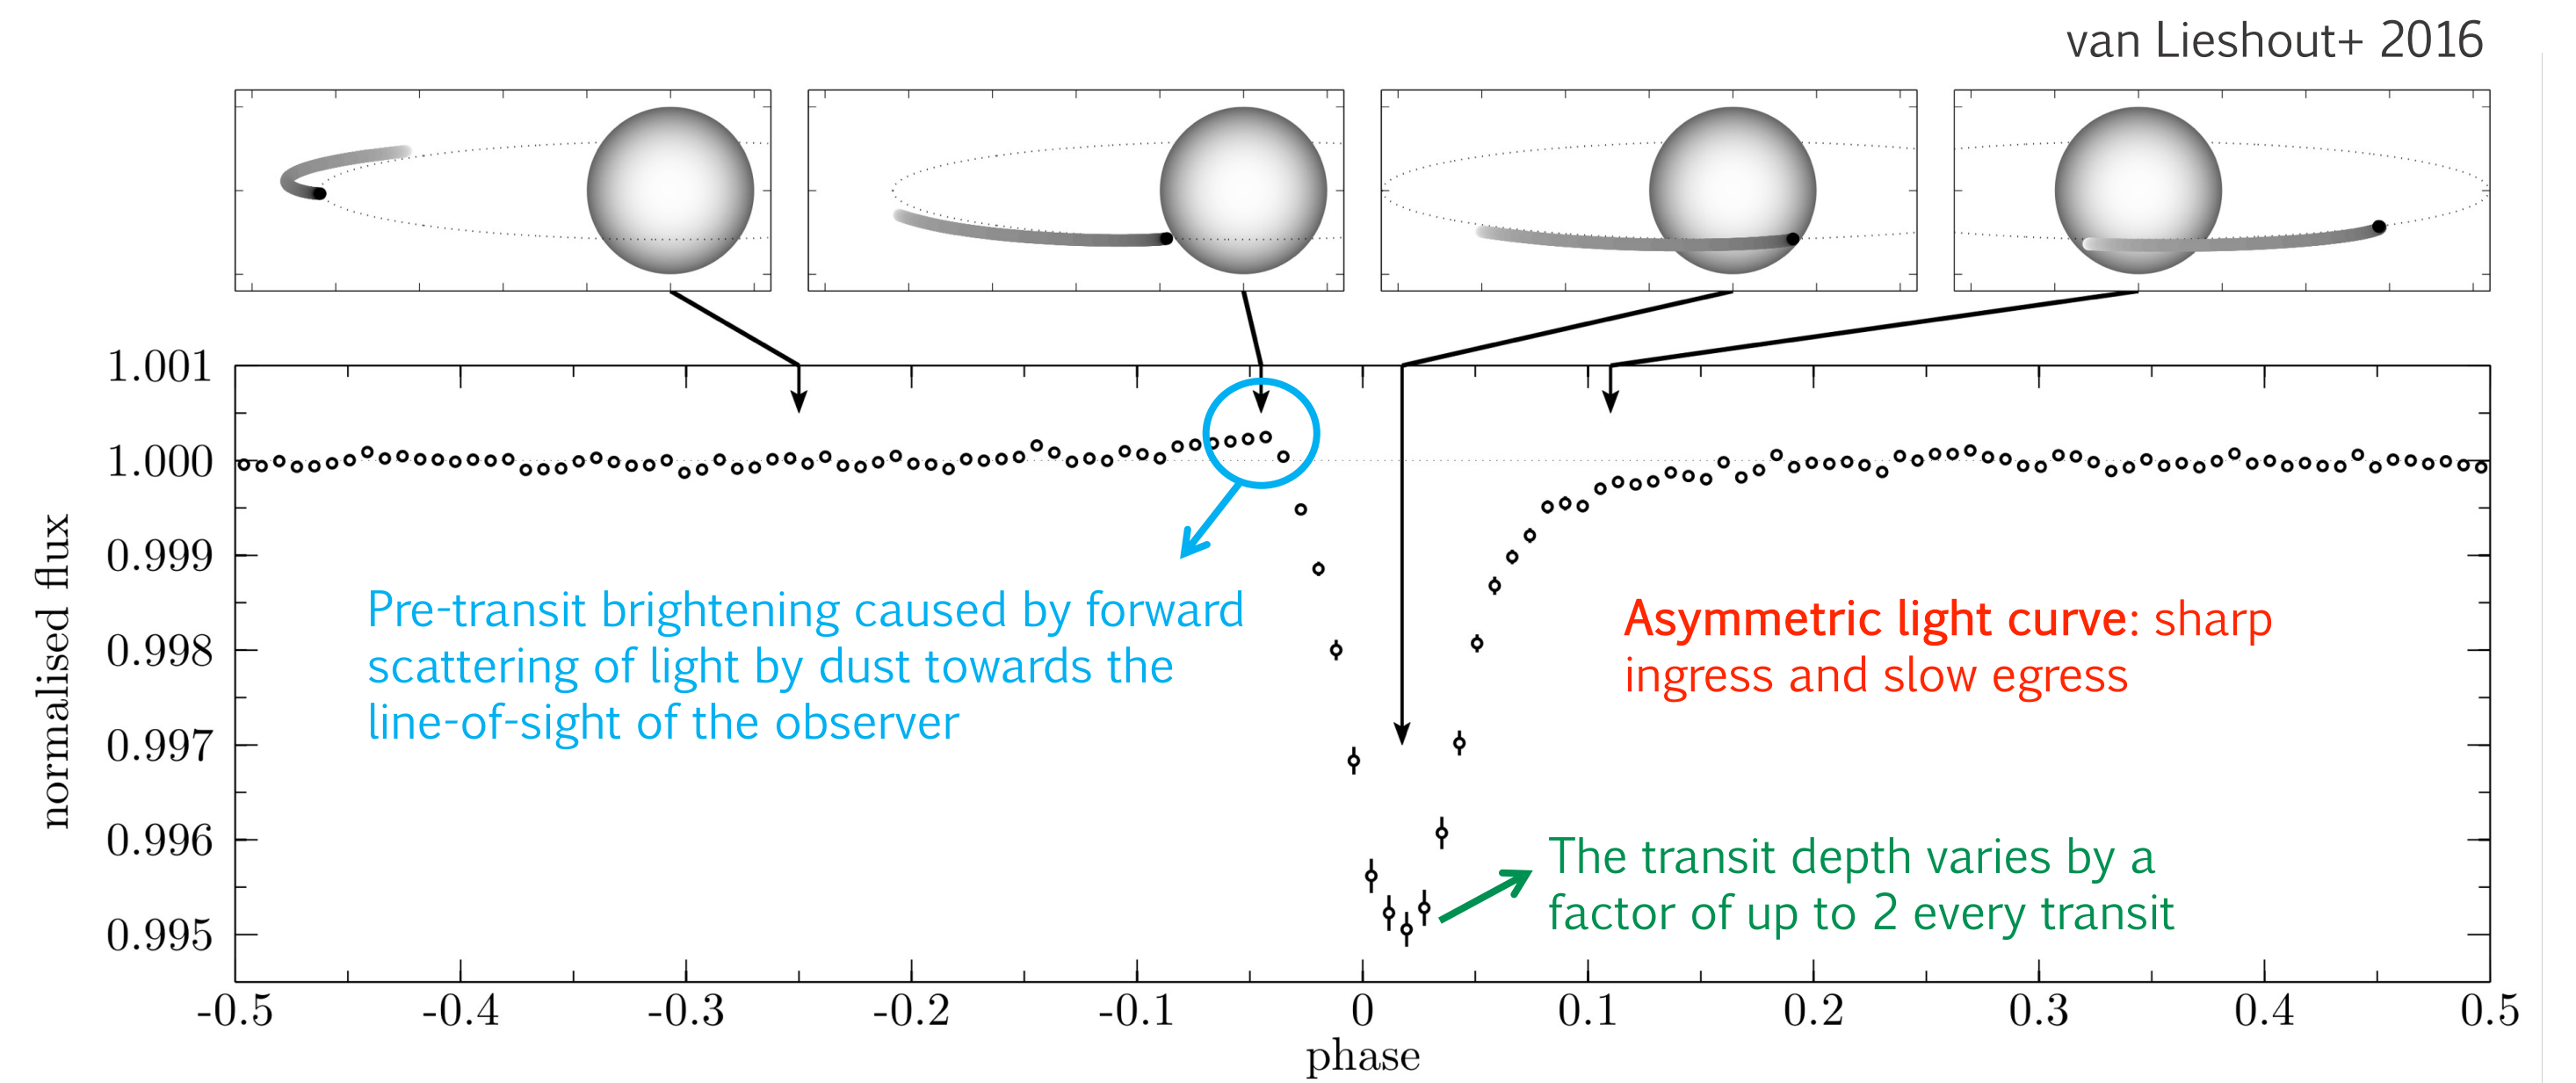 van Lieshout+ 2016
1.001
1.000
0.999
0.998
0.997
0.996
0.995
normalised flux
Pre-transit brightening caused by forward
scattering of light by dust towards the
line-of-sight of the observer
Asymmetric light curve: sharp
ingress and slow egress
The transit depth varies by a
factor of up to 2 every transit
-0.5 -0.4 -0.3 -0.2 -0.1 0 0.1 0.2 0.3 0.4 0.5
phase